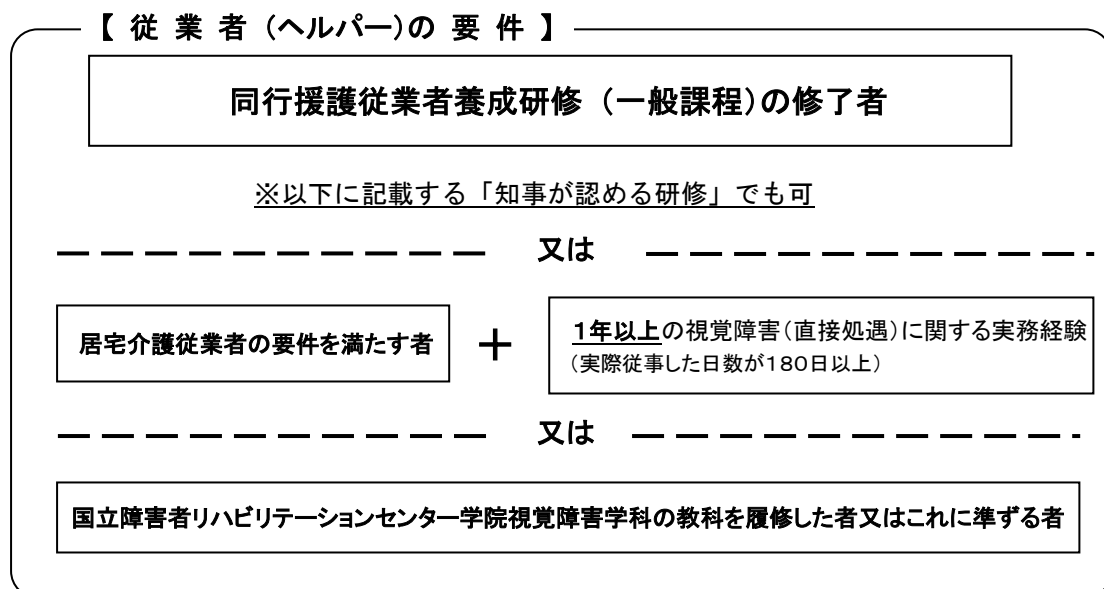 【 従 業 者 （ヘルパー）の 要 件 】
同行援護従業者養成研修（一般課程）の修了者
※以下に記載する「知事が認める研修」でも可
又は
居宅介護従業者の要件を満たす者
＋
１年以上の視覚障害（直接処遇）に関する実務経験
（実際従事した日数が１８０日以上）
又は
国立障害者リハビリテーションセンター学院視覚障害学科の教科を履修した者又はこれに準ずる者